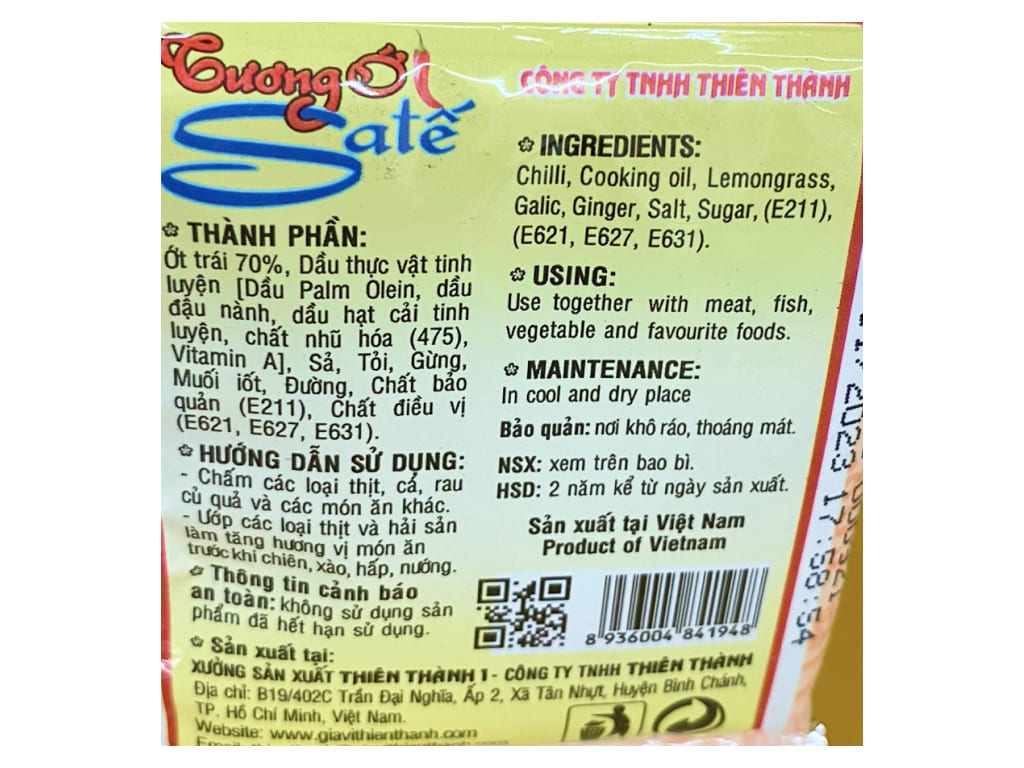 Tương Ớt
Satế
CÔNG TY TNHH THIÊN THÀNH
THÀNH PHẦN:
Ớt trái 70%, Dầu thực vật tinh
luyện [Dầu Palm Olein, dầu
đậu nành, dầu hạt cải tinh
luyện, chất nhũ hóa (475),
Vitamin A], Sả, Tỏi, Gừng,
Muối iốt, Đường, Chất bảo
quản (E211), Chất điều vị
(E621, E627, E631).
HƯỚNG DẪN SỬ DỤNG:
- Chấm các loại thịt, cá, rau
củ quả và các món ăn khác.
- Ướp các loại thịt và hải sản
làm tăng hương vị món ăn
trước khi chiên, xào, hấp, nướng.
Thông tin cảnh báo
an toàn: không sử dụng sản
phẩm đã hết hạn sử dụng.
INGREDIENTS:
Chilli, Cooking oil, Lemongrass,
Galic, Ginger, Salt, Sugar, (E211),
(E621, E627, E631).
USING:
Use together with meat, fish,
vegetable and favourite foods.
MAINTENANCE:
In cool and dry place
Bảo quản: nơi khô ráo, thoáng mát.
NSX: xem trên bao bì.
HSD: 2 năm kể từ ngày sản xuất.
Sản xuất tại Việt Nam
Product of Vietnam
8 936004 841948
Sản xuất tại:
XƯỞNG SẢN XUẤT THIÊN THÀNH 1 - CÔNG TY TNHH THIÊN THÀNH
Địa chỉ: B19/402C Trần Đại Nghĩa, Ấp 2, Xã Tân Nhựt, Huyện Bình Chánh,
TP. Hồ Chí Minh, Việt Nam.
Website: www.giavithienthanh.com
2023 17:58:54